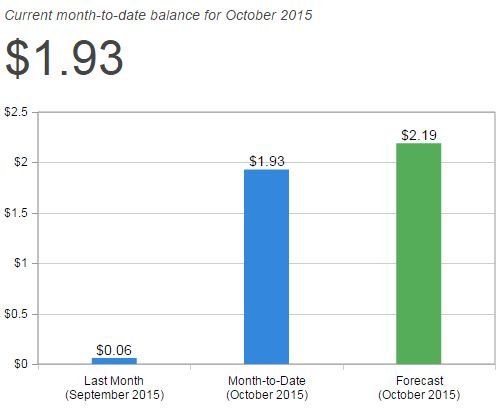 Current month-to-date balance for October 2015
$1.93
$2.5
$2
$1.5
$1
$0.5
$0
$0.06
$1.93
$2.19
Last Month
(September 2015)
Month-to-Date
(October 2015)
Forecast
(October 2015)